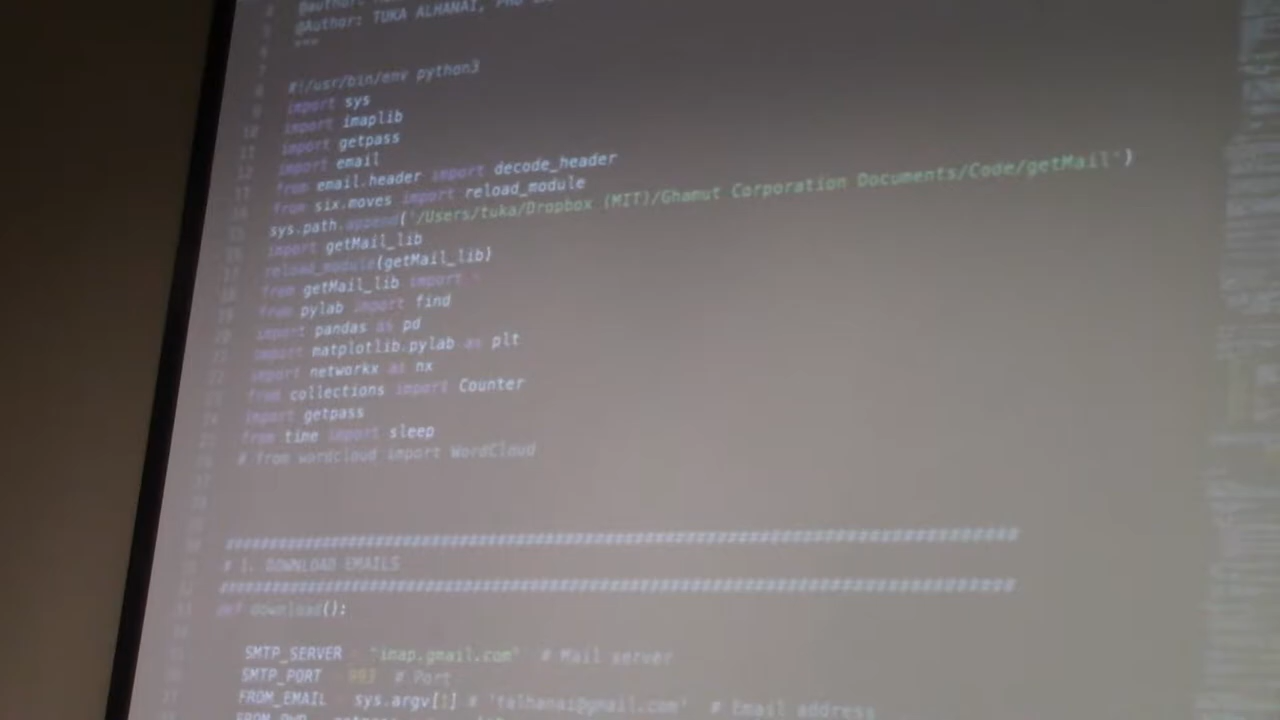 @Author: TUKA ALHANAI,
"""
#!/usr/bin/env python3
import sys
import imaplib
import getpass
import email
from email.header import decode_header
from six.moves import reload_module
sys.path.append('/Users/tuka/Dropbox (MIT)/Ghamut Corporation Documents/Code/getMail')
import getMail_lib
reload_module(getMail_lib)
from getMail_lib import *
from pylab import find
import pandas as pd
import matplotlib.pylab as plt
import networkx as nx
from collections import Counter
import getpass
from time import sleep
# from wordcloud import WordCloud
# 1. DOWNLOAD EMAILS
def download():
SMTP_SERVER = "imap.gmail.com" # Mail server
SMTP_PORT = 993 # Port
FROM_EMAIL = sys.argv[1] # 'talhanai@gmail.com' # Email address